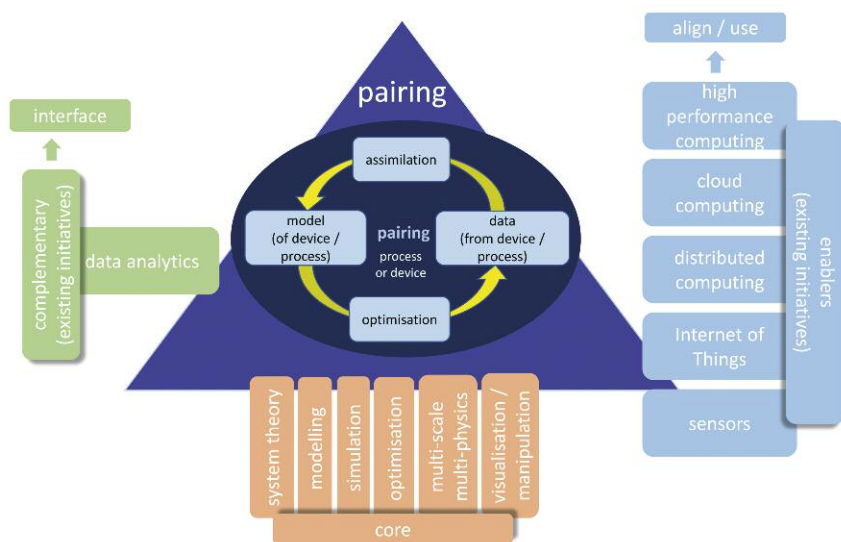 align / use
pairing
high
performance
computing
interface
assimilation
cloud
computing
complementary
(existing initiatives)
data analytics
model
(of device /
process)
pairing
process
or device
data
(from device /
process)
distributed
computing
enablers
(existing initiatives)
optimisation
Internet of
Things
sensors
system theory
modelling
simulation
optimisation
multi-scale
multi-physics
visualisation /
manipulation
core